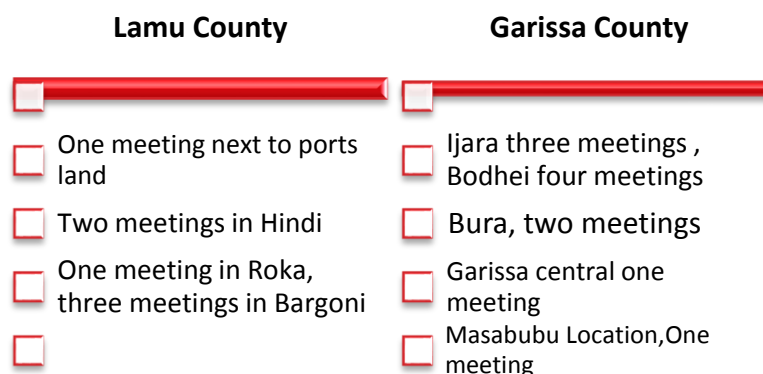 Lamu County
One meeting next to ports
land
Two meetings in Hindi
One meeting in Roka,
three meetings in Bargoni
Garissa County
Ijara three meetings ,
Bodhei four meetings
Bura, two meetings
Garissa central one
meeting
Masabubu Location,One
meeting